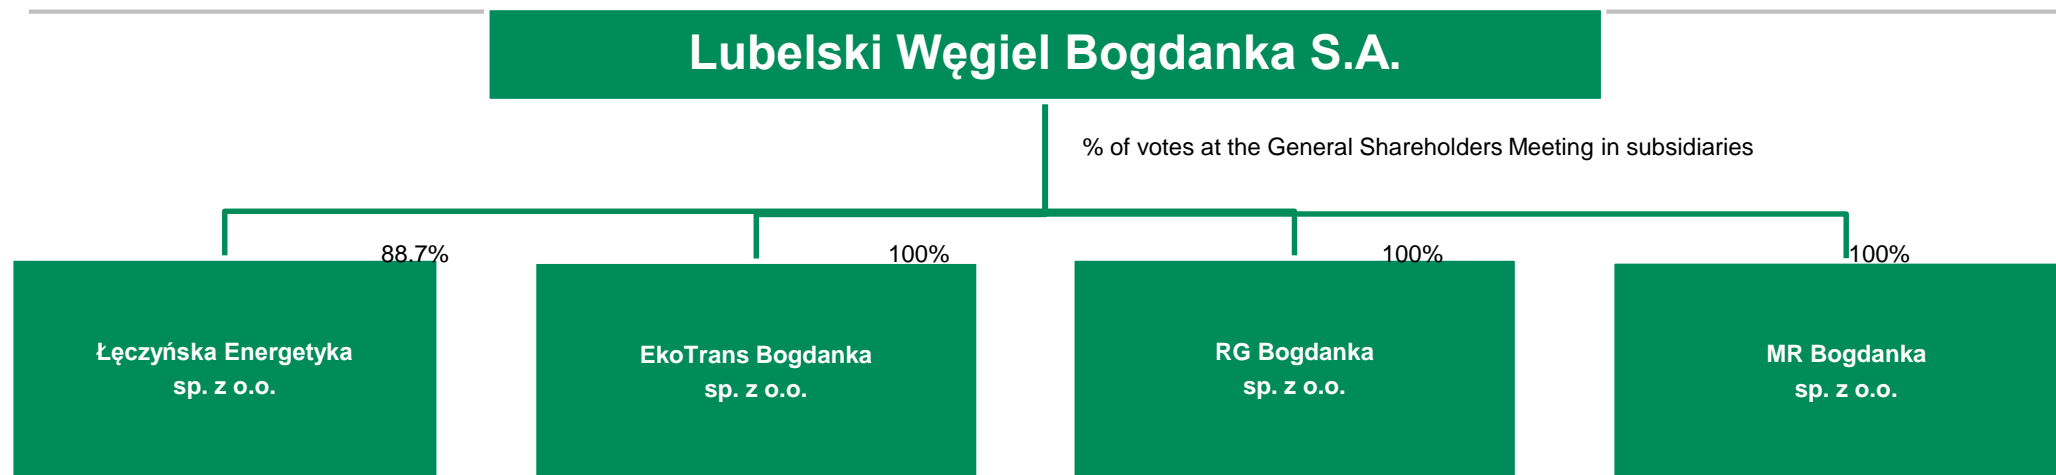 Lubelski Węgiel Bogdanka S.A.
% of votes at the General Shareholders Meeting in subsidiaries
88.7%
100%
100%
100%
Łęczyńska Energetyka
sp. z o.o.
EkoTrans Bogdanka
sp. z o.o.
RG Bogdanka
sp. z o.o.
MR Bogdanka
sp. z o.o.